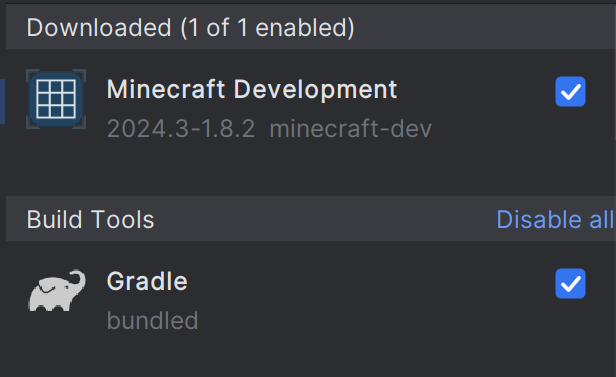 Downloaded (1 of 1 enabled)
Minecraft Development
2024.3-1.8.2 minecraft-dev
Build Tools Disable all
Gradle
bundled